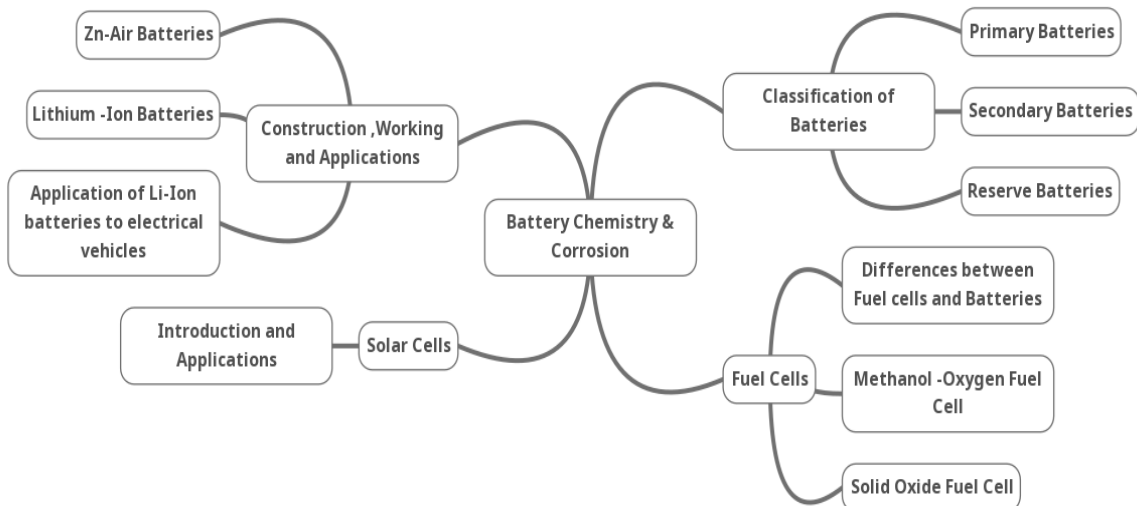 Battery Chemistry &
Corrosion
Classification of
Batteries
Primary Batteries
Secondary Batteries
Reserve Batteries
Fuel Cells
Differences between
Fuel cells and Batteries
Methanol -Oxygen Fuel
Cell
Solid Oxide Fuel Cell
Construction ,Working
and Applications
Zn-Air Batteries
Lithium -Ion Batteries
Application of Li-Ion
batteries to electrical
vehicles
Solar Cells
Introduction and
Applications